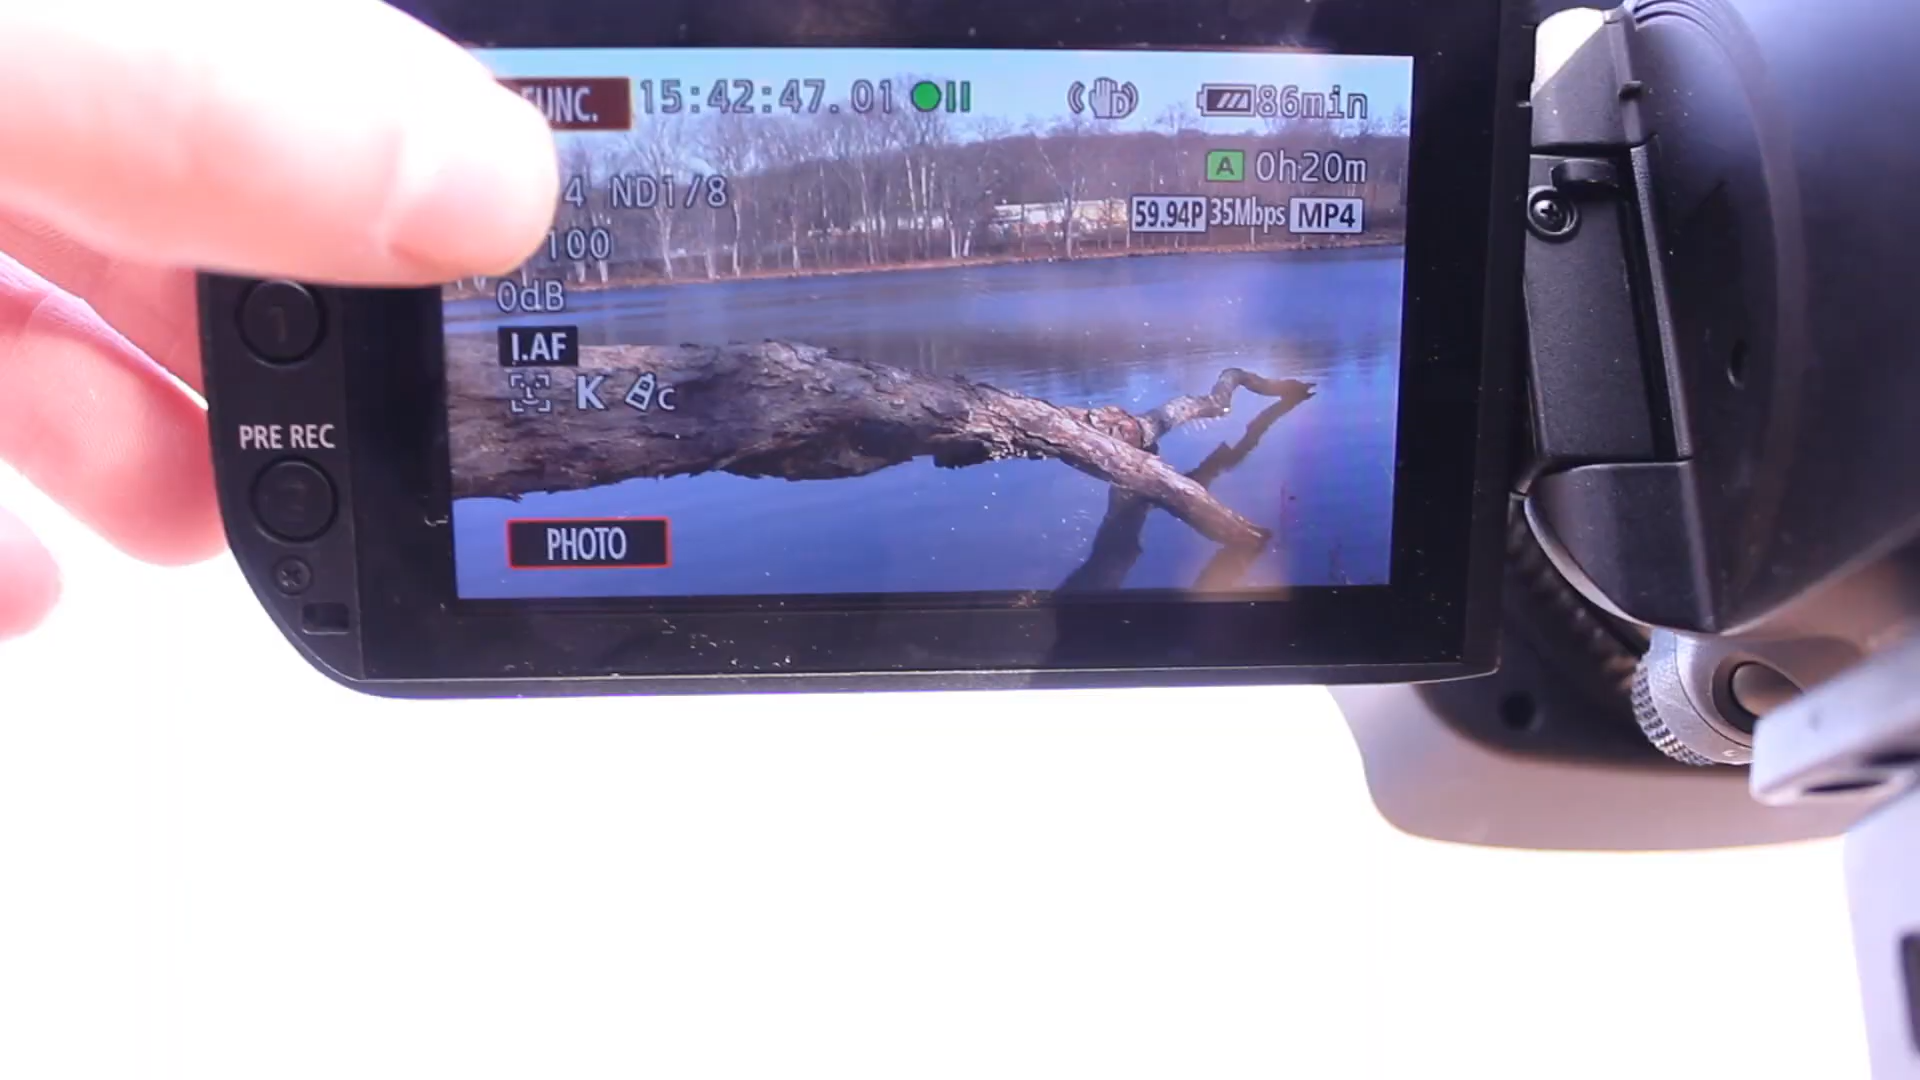 FUNC. 15:42:47.01 86min
4 ND1/8
A 0h20m
100
59.94P 35Mbps MP4
0dB
I.AF
K C
PRE REC
PHOTO